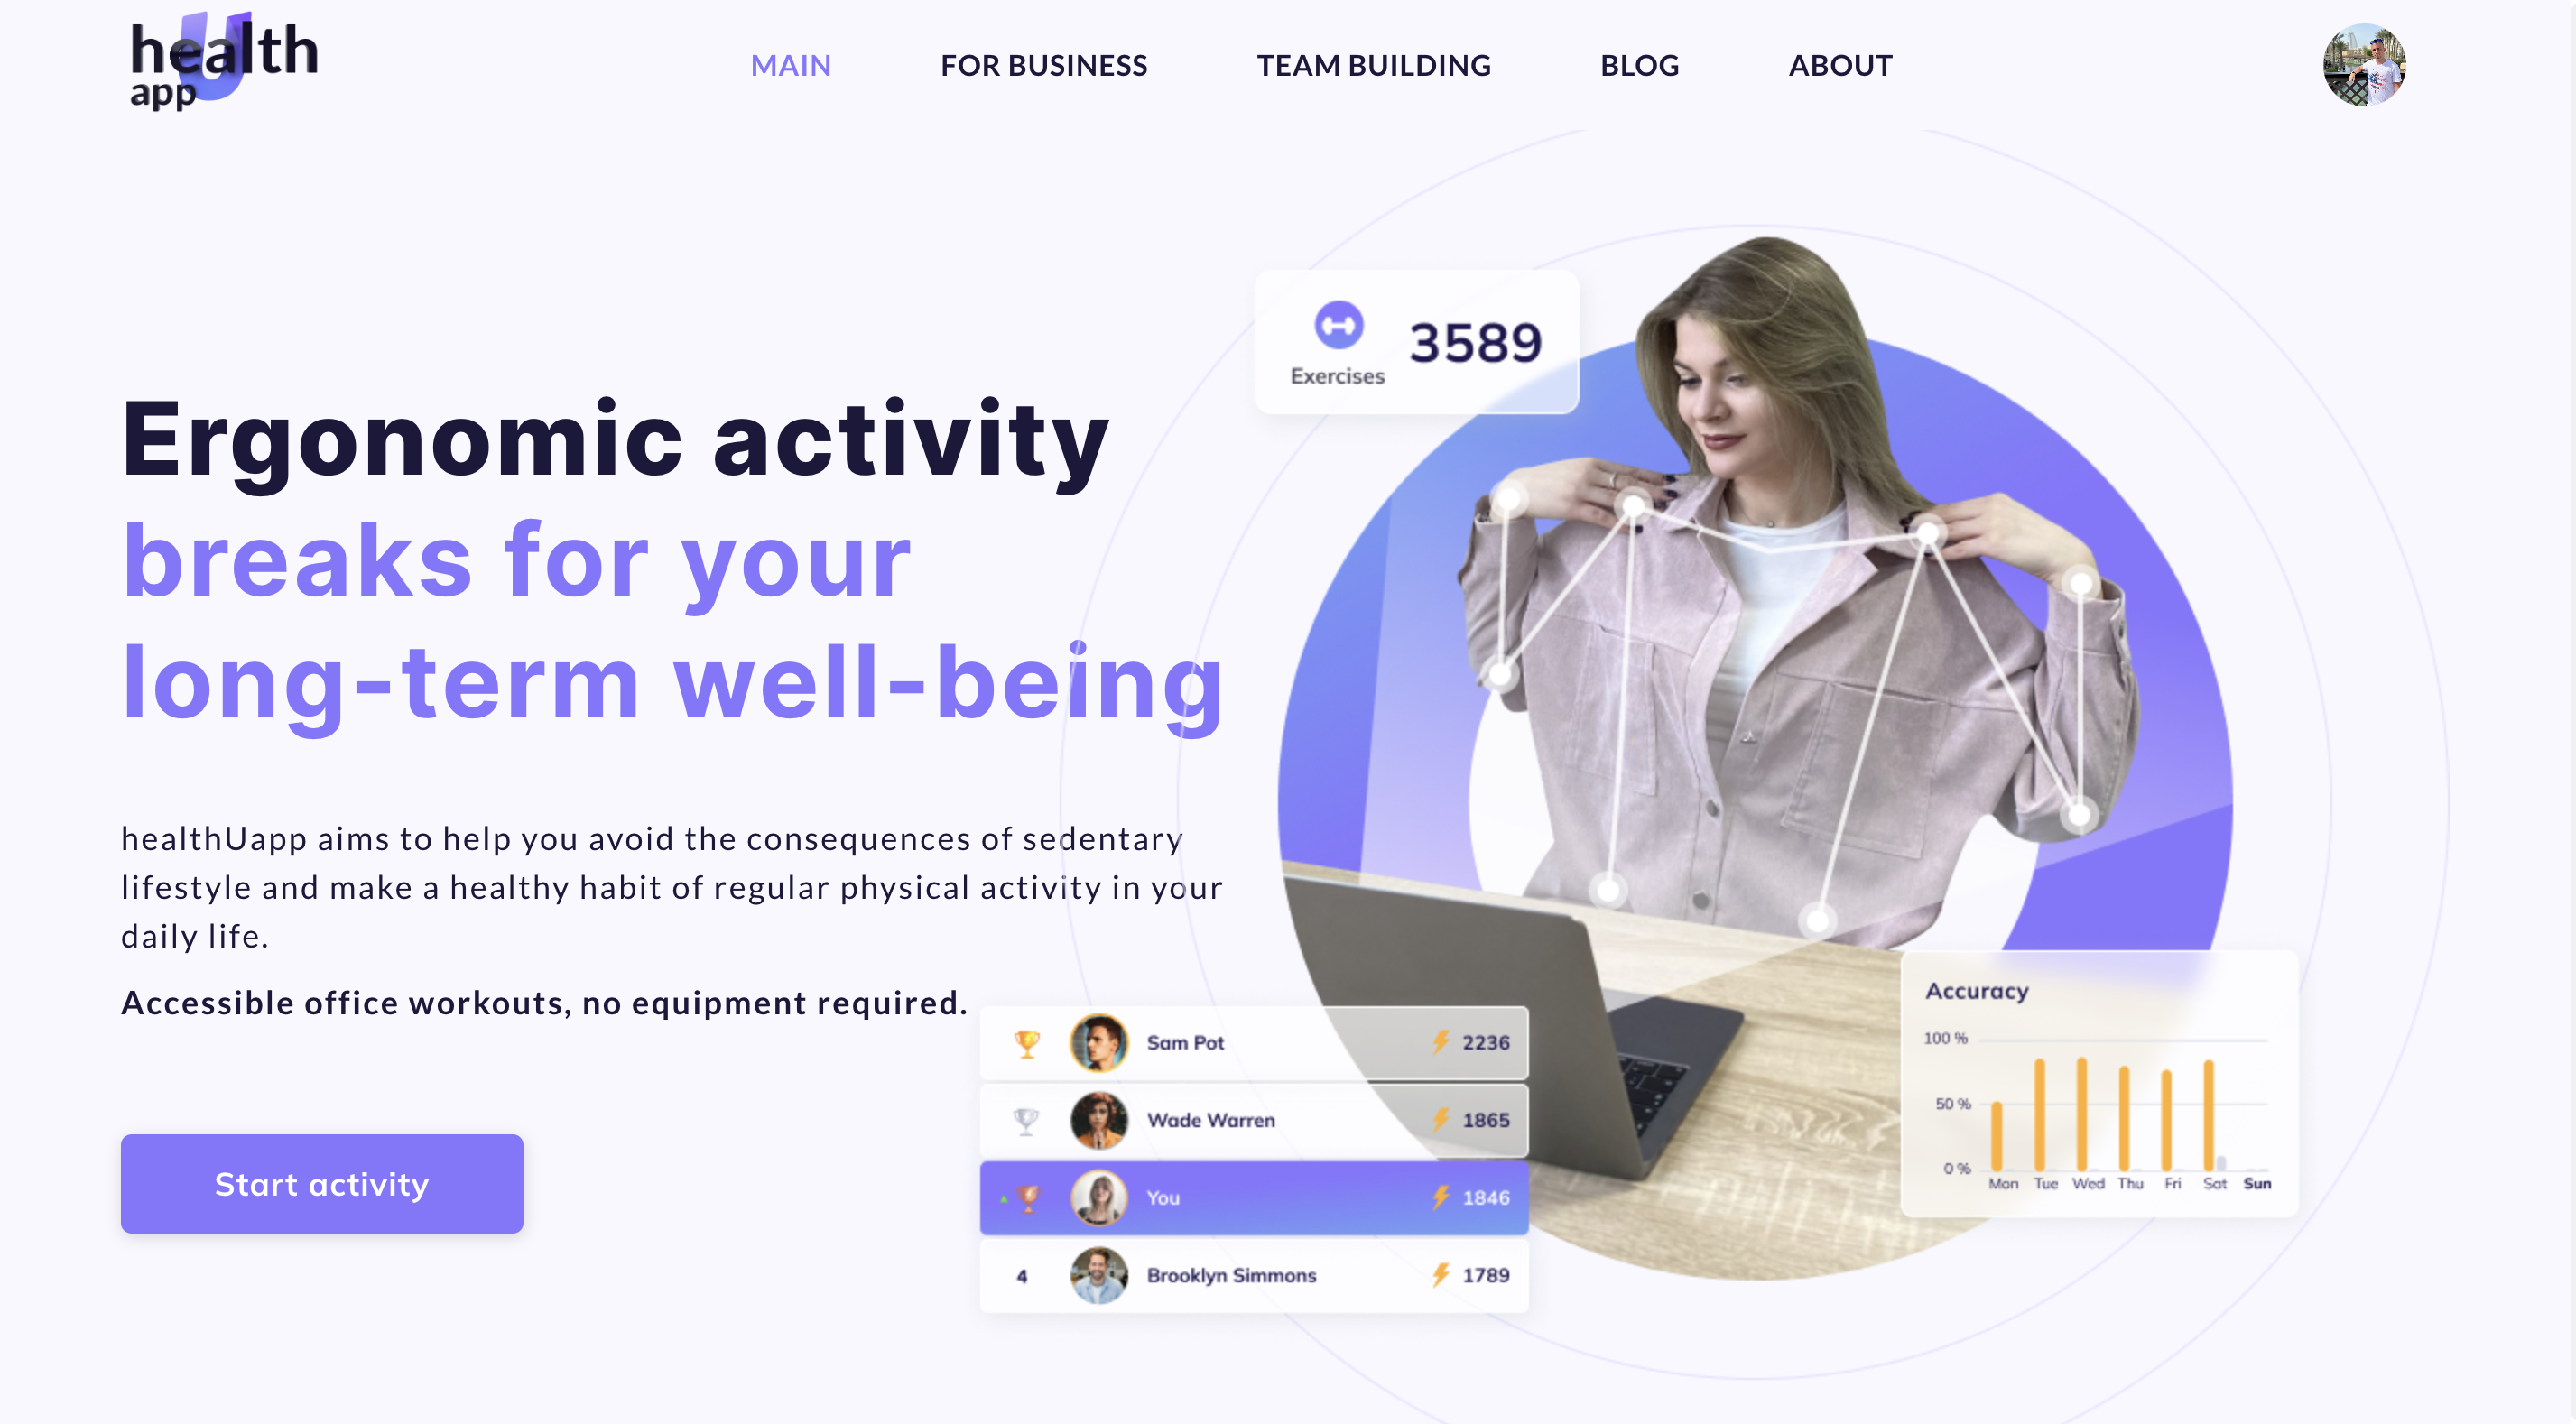 health
U
app
MAIN
FOR BUSINESS
TEAM BUILDING
BLOG
ABOUT
Exercises
3589
Ergonomic activity
breaks for your
long-term well-being
healthUapp aims to help you avoid the consequences of sedentary
lifestyle and make a healthy habit of regular physical activity in your
daily life.
Accessible office workouts, no equipment required.
Start activity
Sam Pot 2236
Wade Warren 1865
You 1846
4 Brooklyn Simmons 1789
Accuracy
100 %
50 %
0 %
Mon Tue Wed Thu Fri Sat Sun